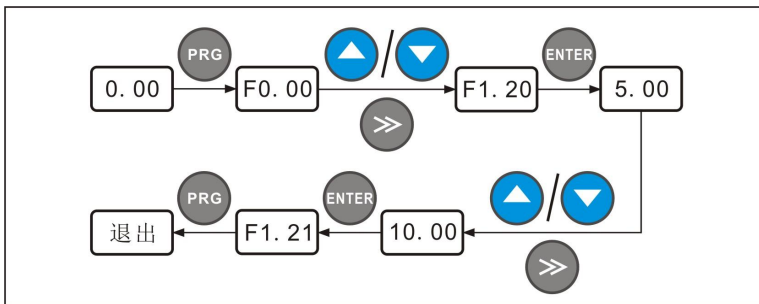 PRG / ENTER
0.00 F0.00 F1.20 5.00
PRG ENTER /
退出 F1.21 10.00